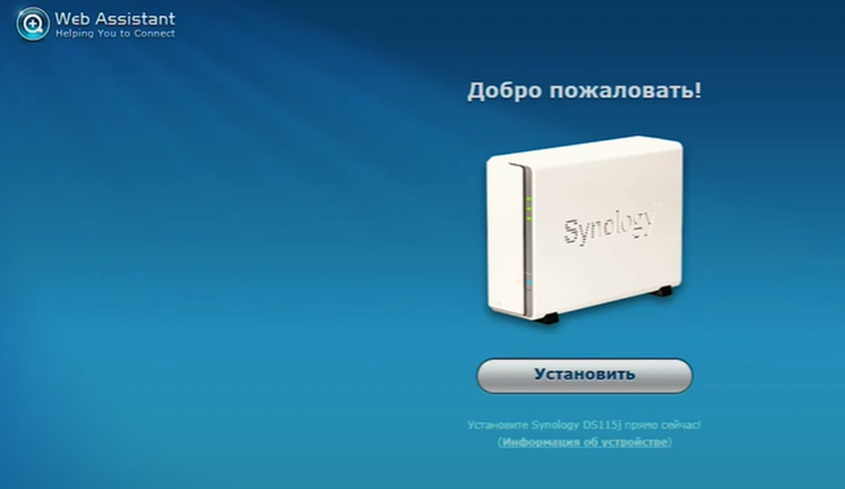 Web Assistant
Helping You to Connect
Добро пожаловать!
Synology
Установить
Установите Synology DS115j прямо сейчас!
(Информация об устройстве)